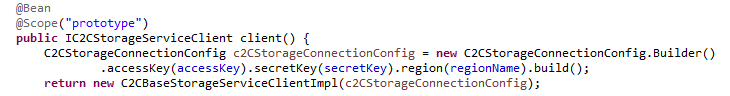 @Bean
@Scope("prototype")
public IC2CStorageServiceClient client() {
C2CStorageConnectionConfig c2CStorageConnectionConfig = new C2CStorageConnectionConfig.Builder()
.accessKey(accessKey).secretKey(secretKey).region(regionName).build();
return new C2CBaseStorageServiceClientImpl(c2CStorageConnectionConfig);